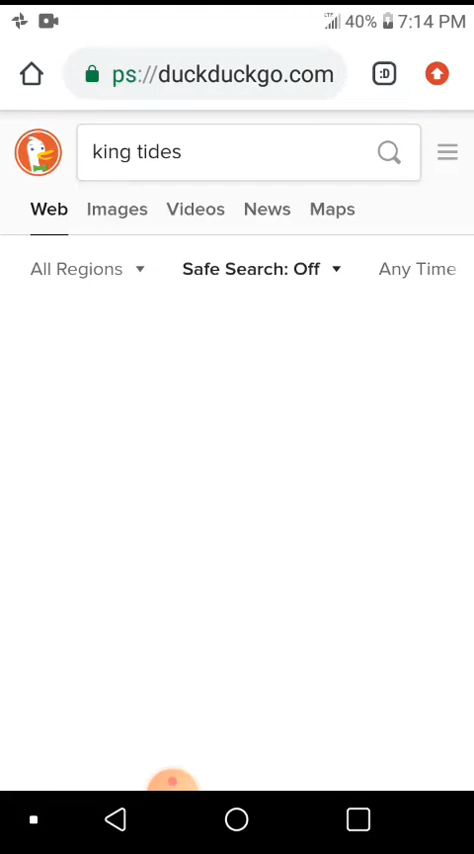 LTE 40% 7:14 PM
ps://duckduckgo.com :D
king tides
Web Images Videos News Maps
All Regions Safe Search: Off Any Time